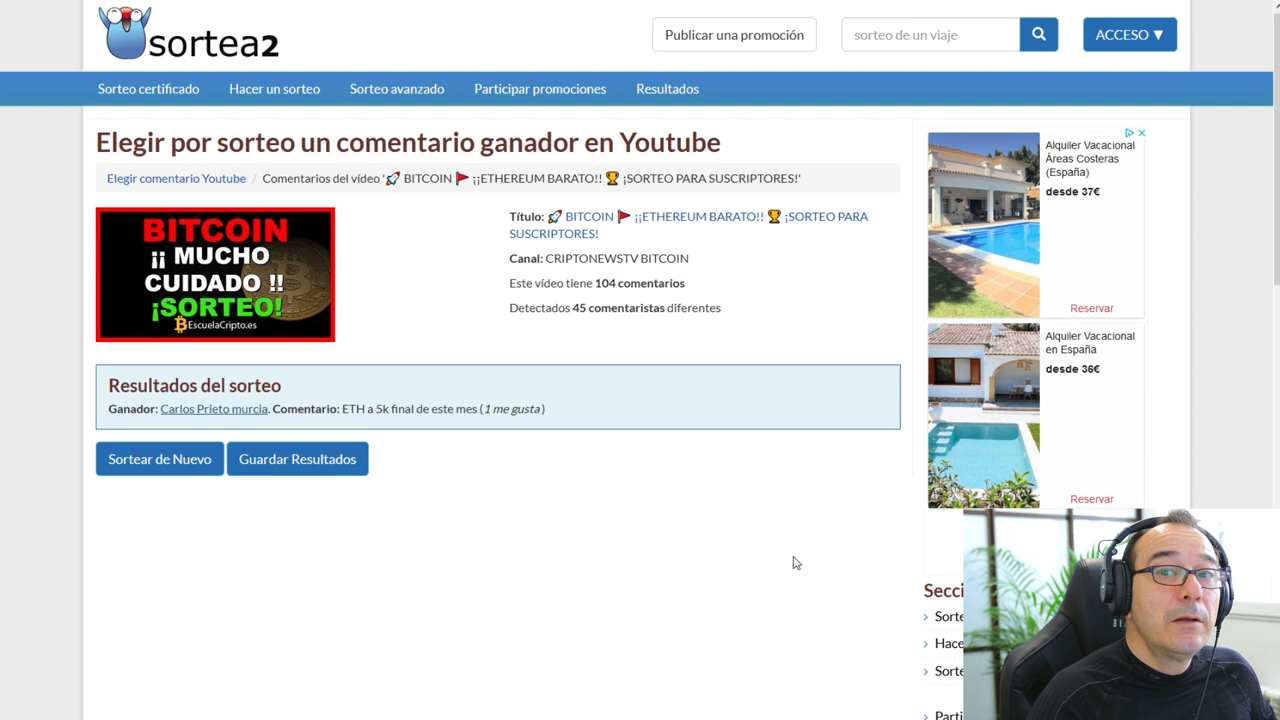 sortea2
Publicar una promoción
sorteo de un viaje
ACCESO ▼
Sorteo certificado
Hacer un sorteo
Sorteo avanzado
Participar promociones
Resultados
Elegir por sorteo un comentario ganador en Youtube
Elegir comentario Youtube / Comentarios del vídeo '🚀 BITCOIN 🚩 ¡¡ETHEREUM BARATO!! 🏆 ¡SORTEO PARA SUSCRIPTORES!'
BITCOIN
¡¡ MUCHO
CUIDADO !!
¡SORTEO!
EscuelaCripto.es
Título: 🚀 BITCOIN 🚩 ¡¡ETHEREUM BARATO!! 🏆 ¡SORTEO PARA
SUSCRIPTORES!
Canal: CRIPTONEWSTV BITCOIN
Este vídeo tiene 104 comentarios
Detectados 45 comentaristas diferentes
Resultados del sorteo
Ganador: Carlos Prieto murcia. Comentario: ETH a 5k final de este mes ( 1 me gusta )
Sortear de Nuevo
Guardar Resultados
Alquiler Vacacional
Áreas Costeras
(España)
desde 37€
Reservar
Alquiler Vacacional
en España
desde 36€
Reservar
Secci
Sorte
Hace
Sorte
Parti